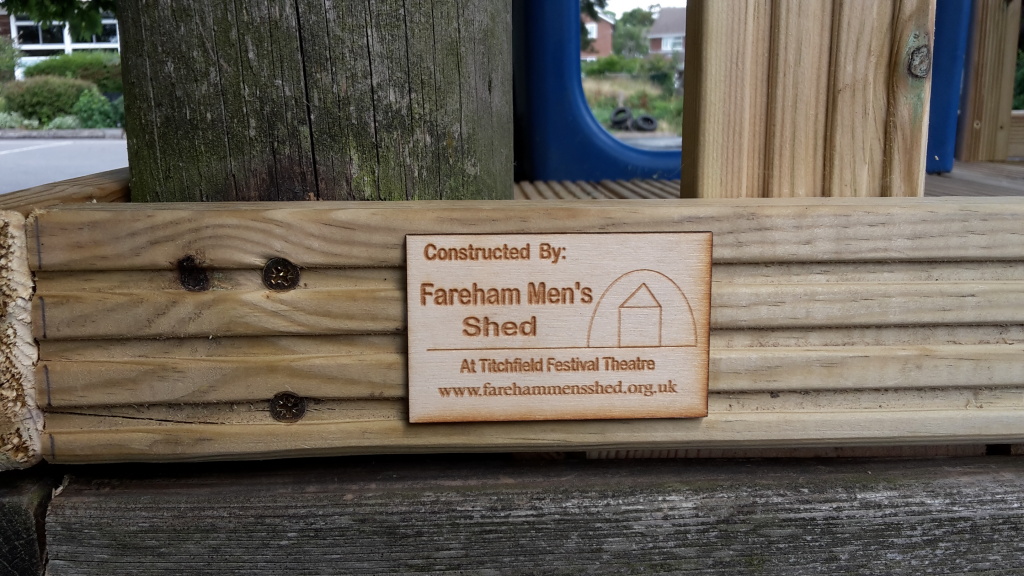 Constructed By:
Fareham Men's
Shed
At Titchfield Festival Theatre
www.farehammensshed.org.uk